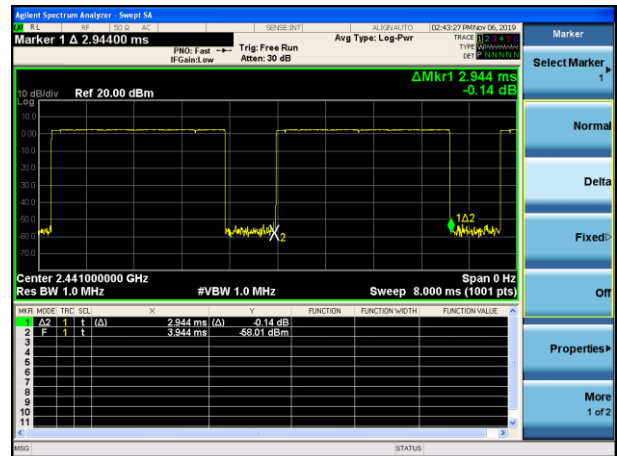 Agilent Spectrum Analyzer - Swept SA
RL RF 50 Ω AC SENSE:INT ALIGN AUTO 02:43:27 PM Nov 06, 2019
Marker 1 Δ 2.94400 ms
PNO: Fast
IFGain:Low
Trig: Free Run
Atten: 30 dB
Avg Type: Log-Pwr
TRACE 1 2 3 4 5 6
TYPE
DET P N N N N N
ΔMkr1 2.944 ms
-0.14 dB
10 dB/div Ref 20.00 dBm
Log
10.0
0.00
-10.0
-20.0
-30.0
-40.0
-50.0
-60.0
-70.0
1Δ2
2
Center 2.441000000 GHz Span 0 Hz
Res BW 1.0 MHz #VBW 1.0 MHz Sweep 8.000 ms (1001 pts)
MKR MODE TRC SCL X Y FUNCTION FUNCTION WIDTH FUNCTION VALUE
1 Δ2 1 t (Δ) 2.944 ms (Δ) -0.14 dB
2 F 1 t 3.944 ms -58.01 dBm
3
4
5
6
7
8
9
10
11
MSG STATUS
Marker
Select Marker
1
Normal
Delta
Fixed
Off
Properties
More
1 of 2